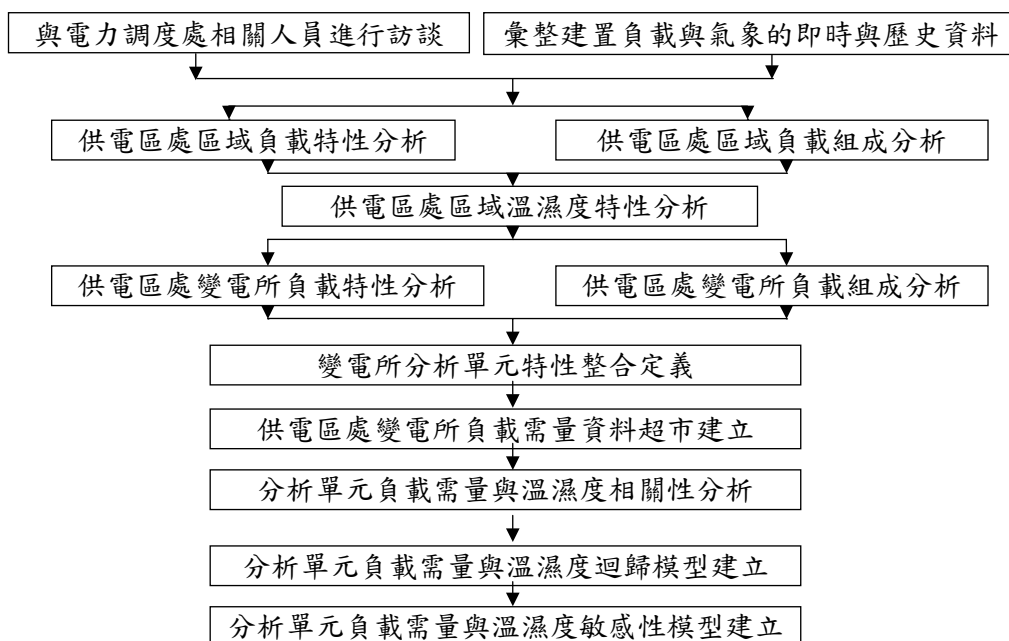 與電力調度處相關人員進行訪談
彙整建置負載與氣象的即時與歷史資料
供電區處區域負載特性分析
供電區處區域負載組成分析
供電區處區域溫濕度特性分析
供電區處變電所負載特性分析
供電區處變電所負載組成分析
變電所分析單元特性整合定義
供電區處變電所負載需量資料超市建立
分析單元負載需量與溫濕度相關性分析
分析單元負載需量與溫濕度迴歸模型建立
分析單元負載需量與溫濕度敏感性模型建立